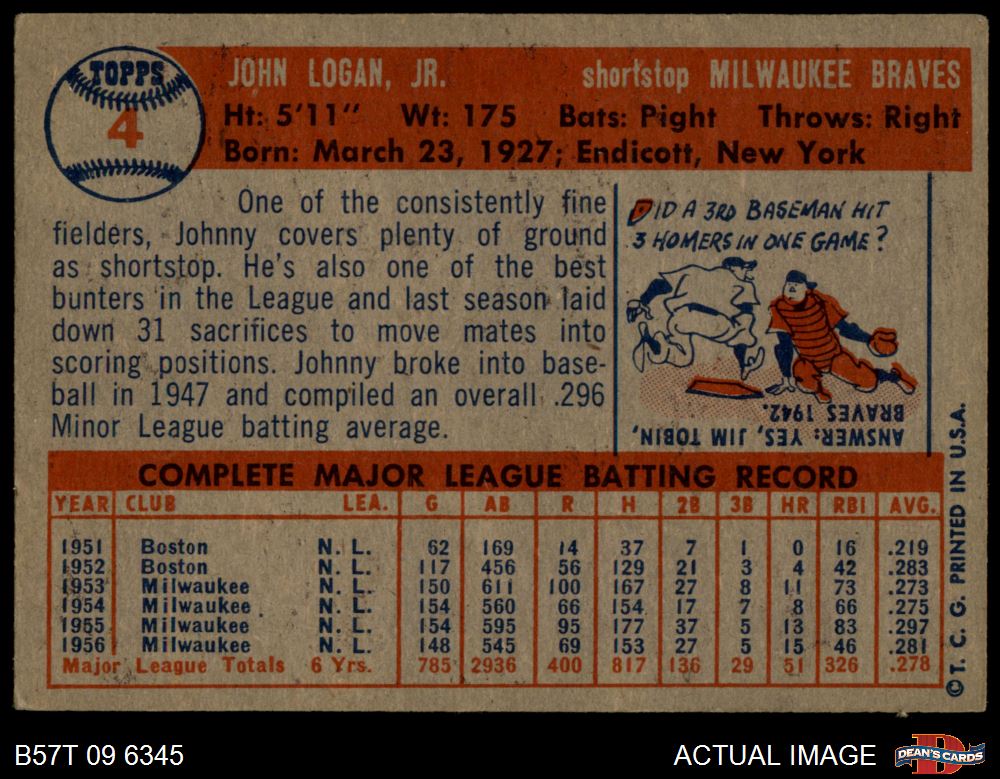 TOPPS
4
JOHN LOGAN, JR. shortstop MILWAUKEE BRAVES
Ht: 5'11" Wt: 175 Bats: Pight Throws: Right
Born: March 23, 1927; Endicott, New York
One of the consistently fine
fielders, Johnny covers plenty of ground
as shortstop. He's also one of the best
bunters in the League and last season laid
down 31 sacrifices to move mates into
scoring positions. Johnny broke into base-
ball in 1947 and compiled an overall .296
Minor League batting average.
DID A 3RD BASEMAN HIT
3 HOMERS IN ONE GAME?
ANSWER: YES, JIM TOBIN,
BRAVES 1942.
COMPLETE MAJOR LEAGUE BATTING RECORD
YEAR CLUB LEA. G AB R H 2B 3B HR RBI AVG.
1951 Boston N. L. 62 169 14 37 7 1 0 16 .219
1952 Boston N. L. 117 456 56 129 21 3 4 42 .283
1953 Milwaukee N. L. 150 611 100 167 27 8 11 73 .273
1954 Milwaukee N. L. 154 560 66 154 17 7 8 66 .275
1955 Milwaukee N. L. 154 595 95 177 37 5 13 83 .297
1956 Milwaukee N. L. 148 545 69 153 27 5 15 46 .281
Major League Totals 6 Yrs. 785 2936 400 817 136 29 51 326 .278
©T. C. G. PRINTED IN U.S.A.
B57T 09 6345 ACTUAL IMAGE
D
DEAN'S CARDS